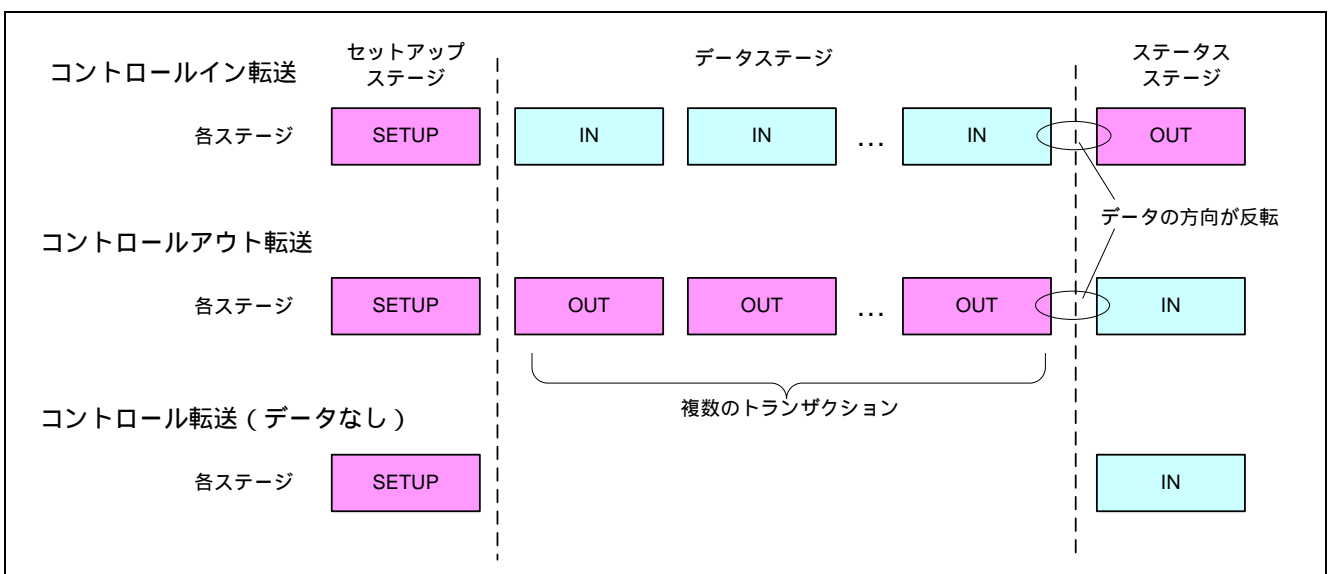 コントロールイン転送
セットアップ
ステージ
データステージ
ステータス
ステージ
各ステージ
SETUP
IN
IN
...
IN
OUT
データの方向が反転
コントロールアウト転送
各ステージ
SETUP
OUT
OUT
...
OUT
IN
複数のトランザクション
コントロール転送（データなし）
各ステージ
SETUP
IN